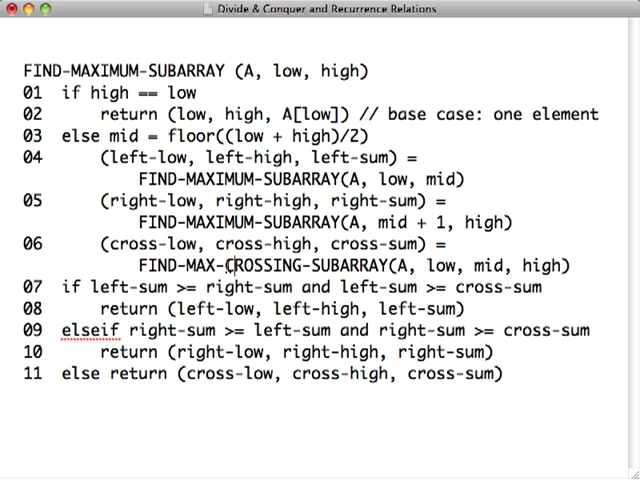 Divide & Conquer and Recurrence Relations
FIND-MAXIMUM-SUBARRAY (A, low, high)
01 if high == low
02 return (low, high, A[low]) // base case: one element
03 else mid = floor((low + high)/2)
04 (left-low, left-high, left-sum) =
FIND-MAXIMUM-SUBARRAY(A, low, mid)
05 (right-low, right-high, right-sum) =
FIND-MAXIMUM-SUBARRAY(A, mid + 1, high)
06 (cross-low, cross-high, cross-sum) =
FIND-MAX-CROSSING-SUBARRAY(A, low, mid, high)
07 if left-sum >= right-sum and left-sum >= cross-sum
08 return (left-low, left-high, left-sum)
09 elseif right-sum >= left-sum and right-sum >= cross-sum
10 return (right-low, right-high, right-sum)
11 else return (cross-low, cross-high, cross-sum)